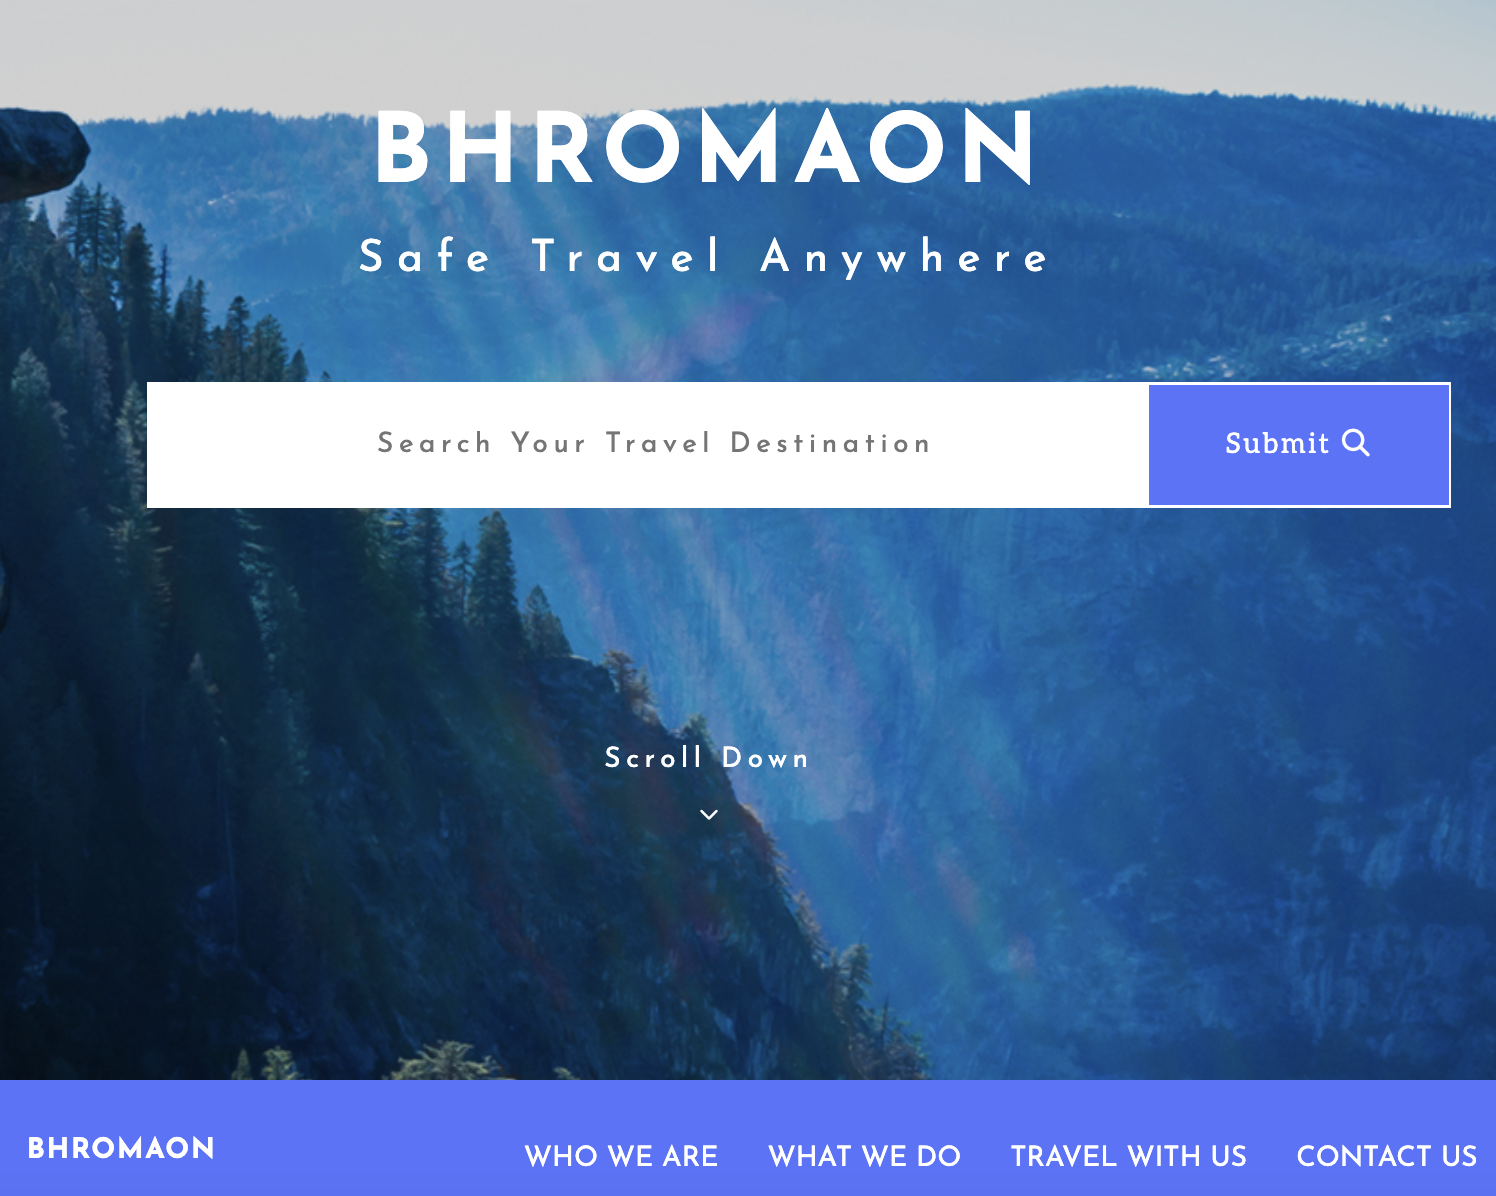 BHROMAON
Safe Travel Anywhere
Search Your Travel Destination
Submit
Scroll Down
BHROMAON
WHO WE ARE
WHAT WE DO
TRAVEL WITH US
CONTACT US